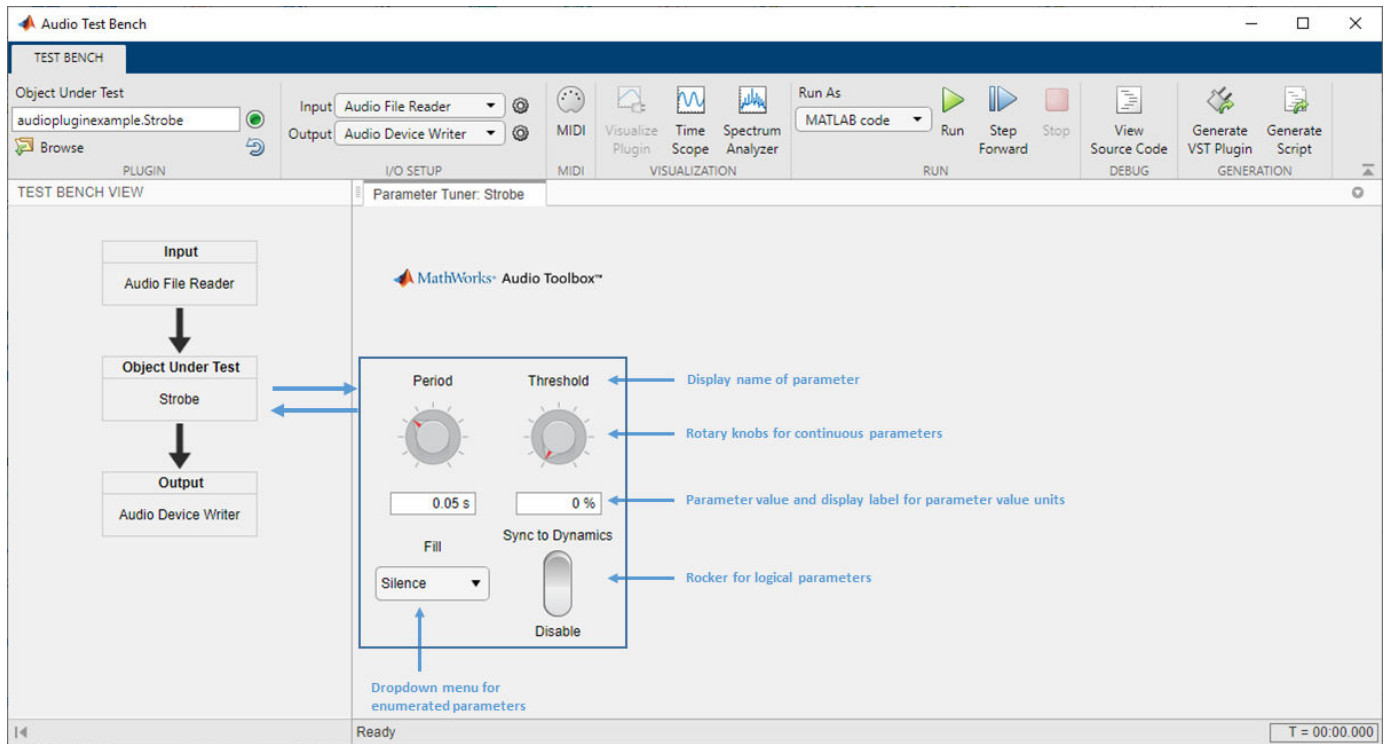 Audio Test Bench
TEST BENCH
Object Under Test
audiopluginexample.Strobe
Browse
PLUGIN
Input Audio File Reader
Output Audio Device Writer
I/O SETUP
MIDI
MIDI
Visualize
Plugin
Time
Scope
Spectrum
Analyzer
VISUALIZATION
Run As
MATLAB code
Run
Step
Forward
Stop
RUN
View
Source Code
DEBUG
Generate
VST Plugin
Generate
Script
GENERATION
TEST BENCH VIEW
Parameter Tuner: Strobe
Input
Audio File Reader
Object Under Test
Strobe
Output
Audio Device Writer
MathWorks® Audio Toolbox™
Period
Threshold
Display name of parameter
Rotary knobs for continuous parameters
0.05 s
0 %
Parameter value and display label for parameter value units
Fill
Sync to Dynamics
Silence
Rocker for logical parameters
Disable
Dropdown menu for
enumerated parameters
Ready
T = 00:00.000